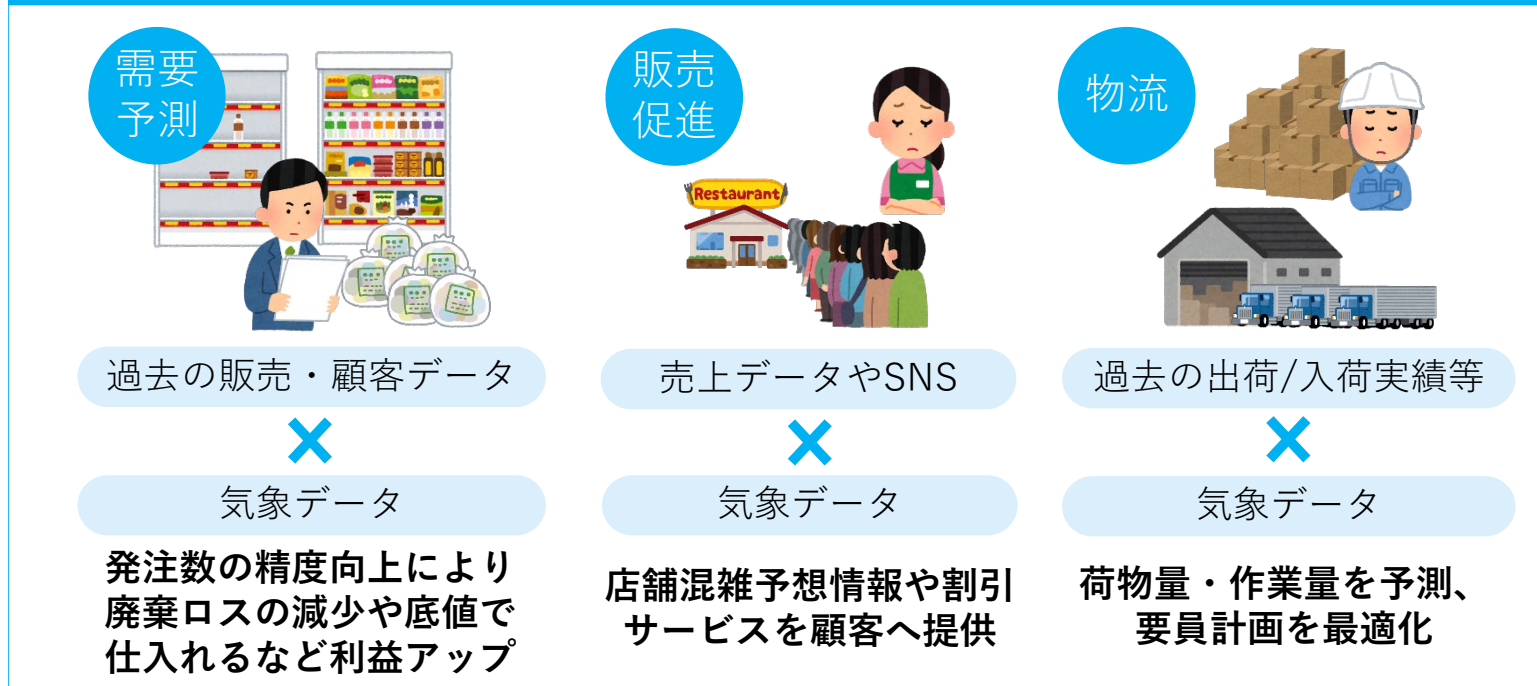 需要
予測
過去の販売・顧客データ
×
気象データ
発注数の精度向上により
廃棄ロスの減少や底値で
仕入れるなど利益アップ
販売
促進
Restaurant
売上データやSNS
×
気象データ
店舗混雑予想情報や割引
サービスを顧客へ提供
物流
過去の出荷/入荷実績等
×
気象データ
荷物量・作業量を予測、
要員計画を最適化